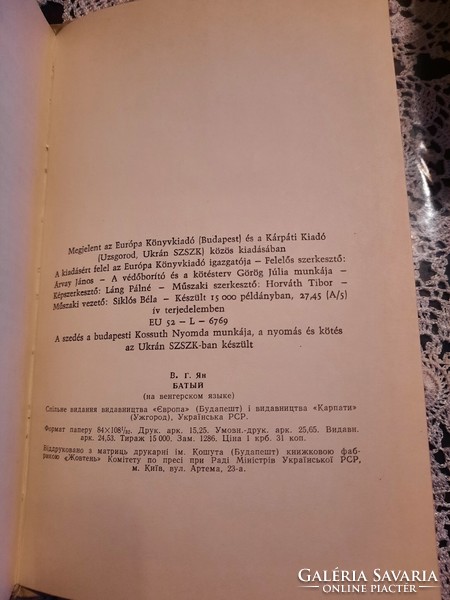 Megjelent az Európa Könyvkiadó (Budapest) és a Kárpáti Kiadó
(Uzsgorod, Ukrán SZSZK) közös kiadásában
A kiadásért felel az Európa Könyvkiadó igazgatója – Felelős szerkesztő:
Árvay János – A védőborító és a kötésterv Görög Júlia munkája –
Képszerkesztő: Láng Pálné – Műszaki szerkesztő: Horváth Tibor –
Műszaki vezető: Siklós Béla – Készült 15 000 példányban, 27,45 (A/5)
ív terjedelemben
EU 52 – L – 6769
A szedés a budapesti Kossuth Nyomda munkája, a nyomás és kötés
az Ukrán SZSZK-ban készült
В. Г. Ян
БАТЫЙ
(на венгерском языке)
Спільне видання видавництва «Європа» (Будапешт) і видавництва «Карпати»
(Ужгород), Українська РСР.
Формат паперу 84×108¹/₃₂. Друк. арк. 15,25. Умовн.-друк. арк. 25,65. Видавн.
арк. 24,53. Тираж 15 000. Зам. 1286. Ціна 1 крб. 31 коп.
Віддруковано з матриць друкарні ім. Кошута (Будапешт) книжковою фаб-
рикою «Жовтень» Комітету по пресі при Раді Міністрів Української РСР,
м. Київ, вул. Артема, 23-а.
GALÉRIA SAVARIA
ONLINE PIACTÉR